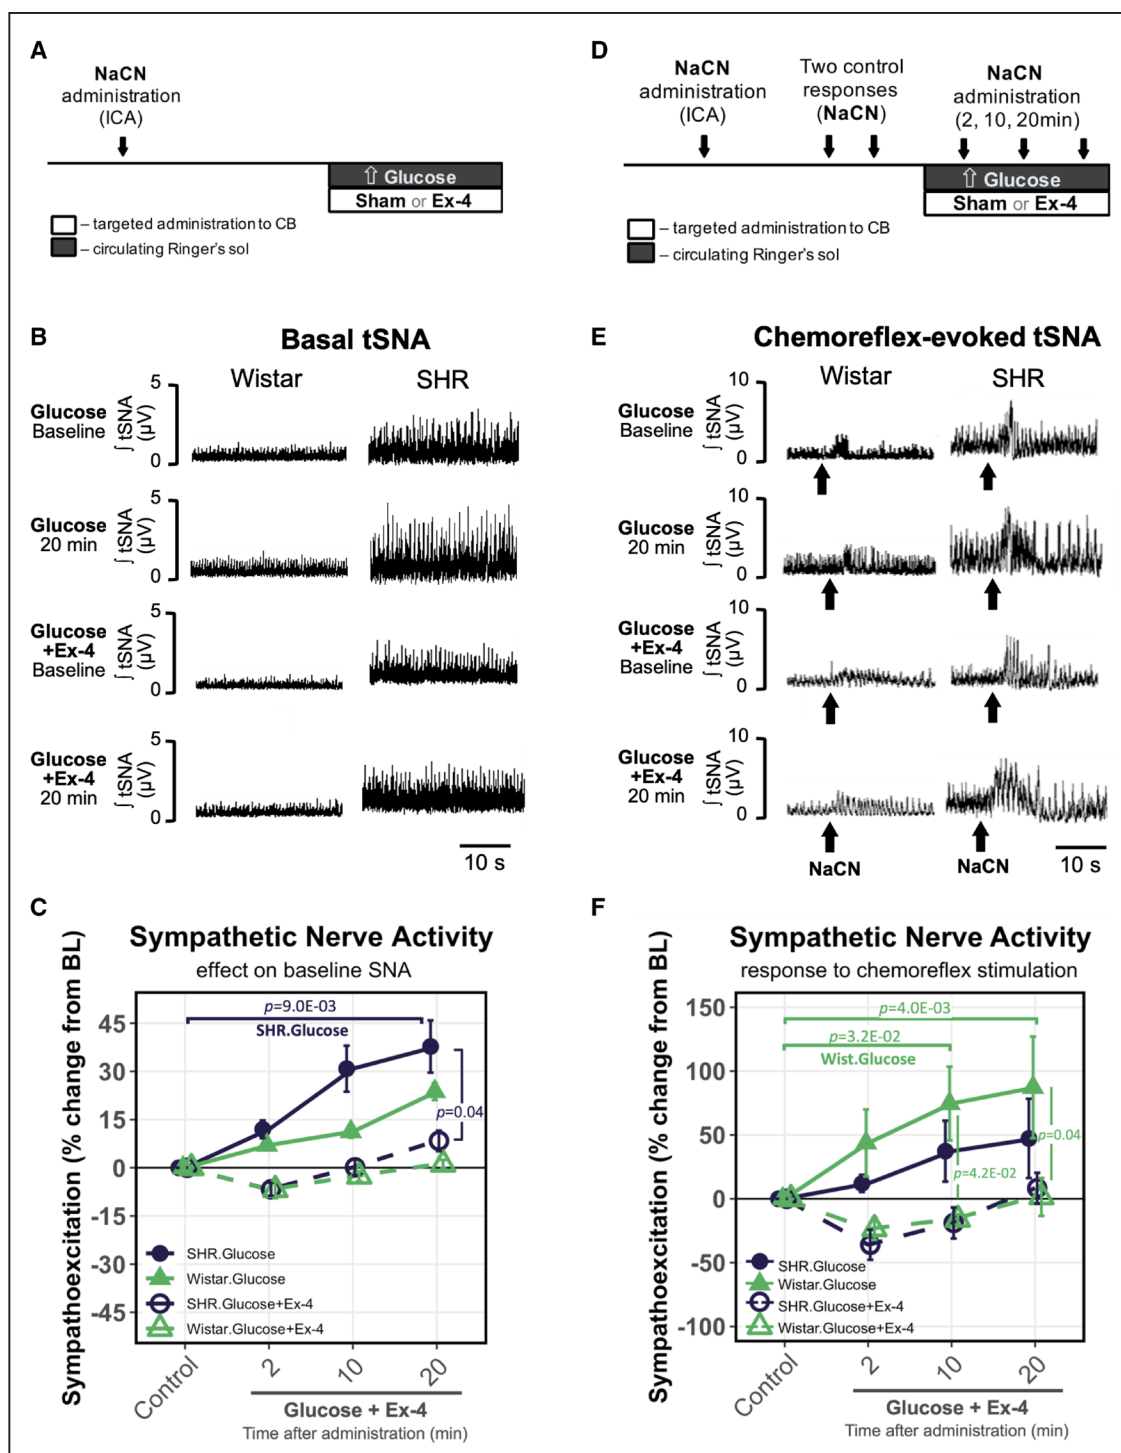 A
NaCN
administration
(ICA)
⇧ Glucose
Sham or Ex-4
– targeted administration to CB
– circulating Ringer's sol
D
NaCN
administration
(ICA)
Two control
responses
(NaCN)
NaCN
administration
(2, 10, 20min)
⇧ Glucose
Sham or Ex-4
– targeted administration to CB
– circulating Ringer's sol
B
Basal tSNA
Wistar
SHR
Glucose
Baseline
∫ tSNA
(µV)
5
0
Glucose
20 min
∫ tSNA
(µV)
5
0
Glucose
+Ex-4
Baseline
∫ tSNA
(µV)
5
0
Glucose
+Ex-4
20 min
∫ tSNA
(µV)
5
0
10 s
E
Chemoreflex-evoked tSNA
Wistar
SHR
Glucose
Baseline
∫ tSNA
(µV)
10
0
Glucose
20 min
∫ tSNA
(µV)
10
0
Glucose
+Ex-4
Baseline
∫ tSNA
(µV)
10
0
Glucose
+Ex-4
20 min
∫ tSNA
(µV)
10
0
NaCN
NaCN
10 s
C
Sympathetic Nerve Activity
effect on baseline SNA
Sympathoexcitation (% change from BL)
45
30
15
0
-15
-30
-45
p=9.0E-03
SHR.Glucose
p=0.04
SHR.Glucose
Wistar.Glucose
SHR.Glucose+Ex-4
Wistar.Glucose+Ex-4
Control
2
10
20
Glucose + Ex-4
Time after administration (min)
F
Sympathetic Nerve Activity
response to chemoreflex stimulation
Sympathoexcitation (% change from BL)
150
100
50
0
-50
-100
p=4.0E-03
p=3.2E-02
Wist.Glucose
p=0.04
p=4.2E-02
SHR.Glucose
Wistar.Glucose
SHR.Glucose+Ex-4
Wistar.Glucose+Ex-4
Control
2
10
20
Glucose + Ex-4
Time after administration (min)